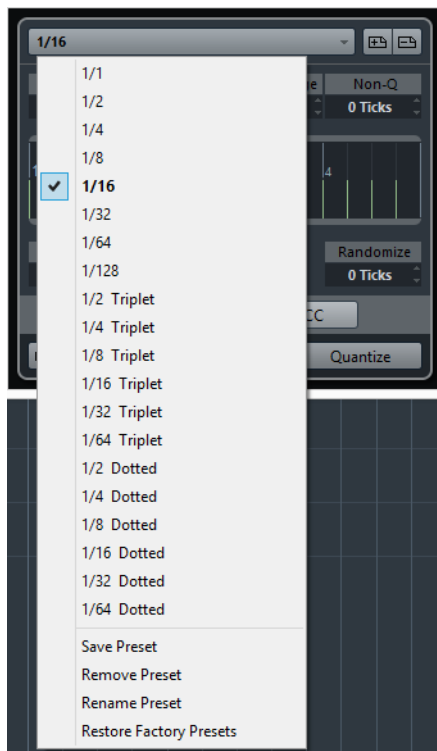 1/16
Non-Q
0 Ticks
4
Randomize
0 Ticks
CC
Quantize
1/1
1/2
1/4
1/8
1/16
1/32
1/64
1/128
1/2 Triplet
1/4 Triplet
1/8 Triplet
1/16 Triplet
1/32 Triplet
1/64 Triplet
1/2 Dotted
1/4 Dotted
1/8 Dotted
1/16 Dotted
1/32 Dotted
1/64 Dotted
Save Preset
Remove Preset
Rename Preset
Restore Factory Presets